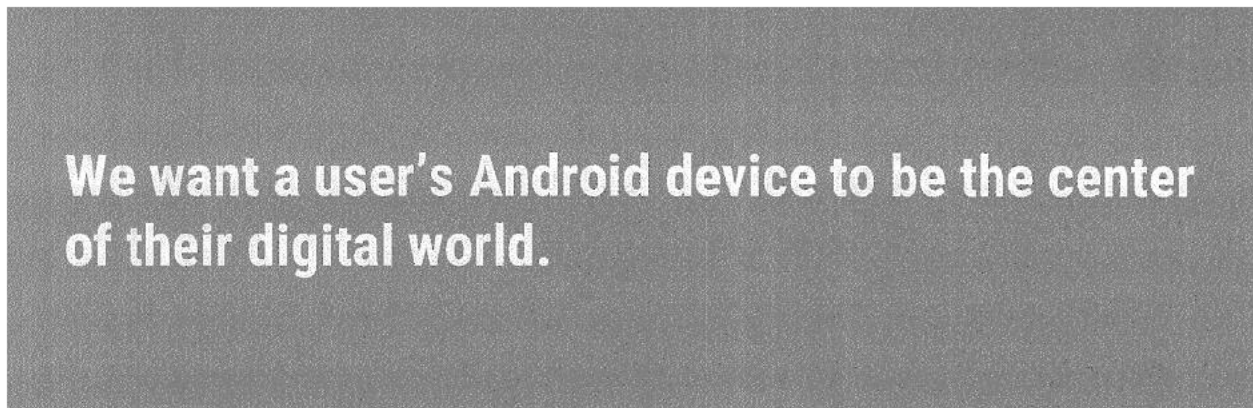 We want a user’s Android device to be the center
of their digital world.